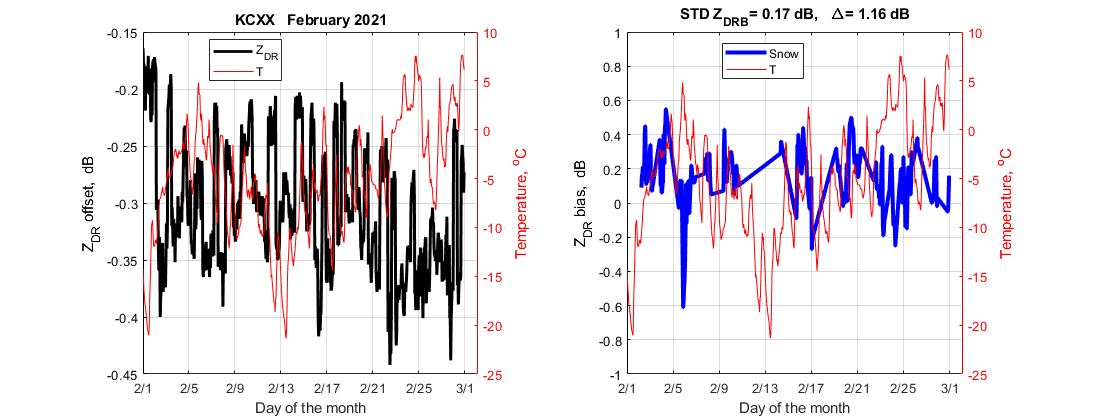 KCXX February 2021
Z_DR
T
-0.15
-0.2
-0.25
-0.3
-0.35
-0.4
-0.45
Z_DR offset, dB
10
5
0
-5
-10
-15
-20
-25
Temperature, °C
2/1 2/5 2/9 2/13 2/17 2/21 2/25 3/1
Day of the month
STD Z_DRB = 0.17 dB, Δ = 1.16 dB
Snow
T
1
0.8
0.6
0.4
0.2
0
-0.2
-0.4
-0.6
-0.8
-1
Z_DR bias, dB
10
5
0
-5
-10
-15
-20
-25
Temperature, °C
2/1 2/5 2/9 2/13 2/17 2/21 2/25 3/1
Day of the month